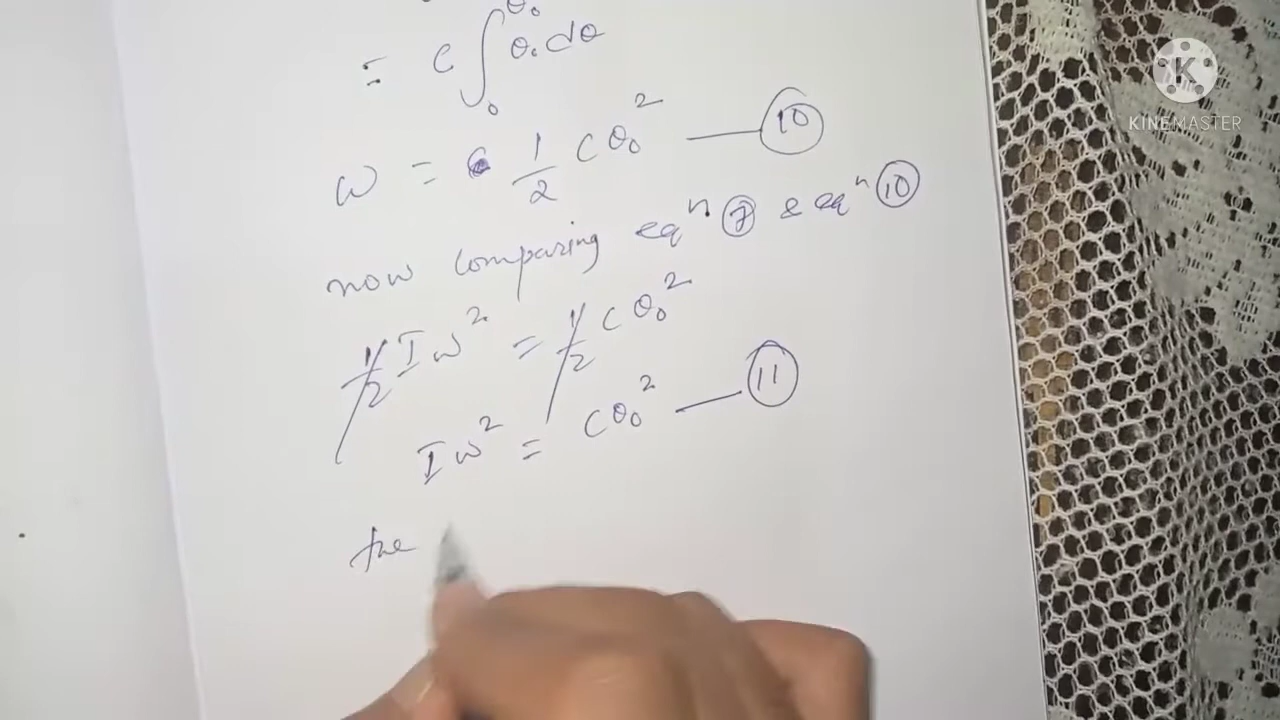 = c ∫₀^θ₀ θ. dθ
W = 1/2 Cθ₀² — 10
now comparing eqⁿ 7 & eqⁿ 10
1/2 Iω² = 1/2 Cθ₀²
Iω² = Cθ₀² — 11
the
K
KINEMASTER